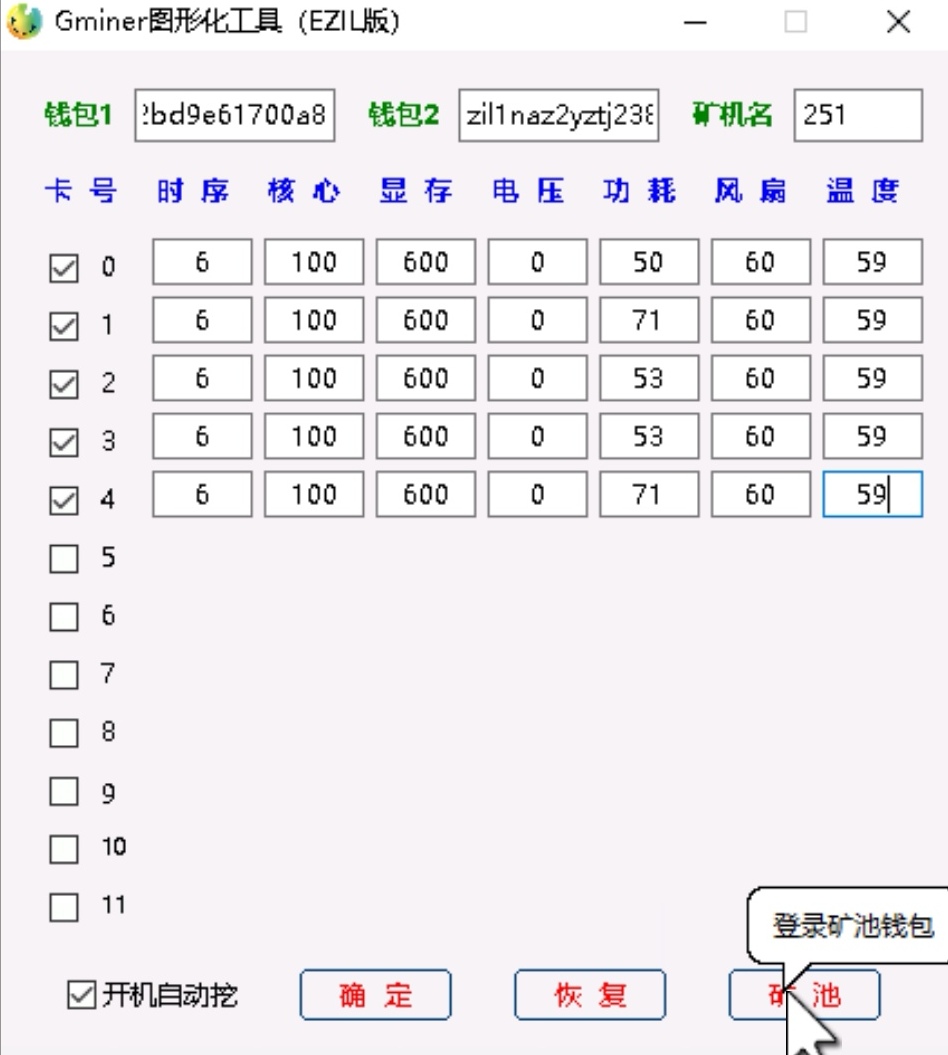 Gminer图形化工具（EZIL版）
钱包1 2bd9e61700a8 钱包2 zil1naz2yztj238 矿机名 251
卡号 时序 核心 显存 电压 功耗 风扇 温度
0 6 100 600 0 50 60 59
1 6 100 600 0 71 60 59
2 6 100 600 0 53 60 59
3 6 100 600 0 53 60 59
4 6 100 600 0 71 60 59
5
6
7
8
9
10
11
登录矿池钱包
开机自动挖 确定 恢复 矿池